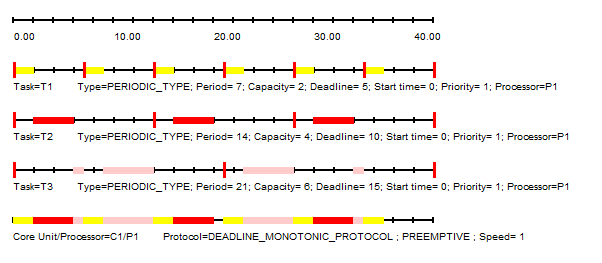 0.00 10.00 20.00 30.00 40.00
Task=T1 Type=PERIODIC_TYPE; Period= 7; Capacity= 2; Deadline= 5; Start time= 0; Priority= 1; Processor=P1
Task=T2 Type=PERIODIC_TYPE; Period= 14; Capacity= 4; Deadline= 10; Start time= 0; Priority= 1; Processor=P1
Task=T3 Type=PERIODIC_TYPE; Period= 21; Capacity= 6; Deadline= 15; Start time= 0; Priority= 1; Processor=P1
Core Unit/Processor=C1/P1 Protocol=DEADLINE_MONOTONIC_PROTOCOL ; PREEMPTIVE ; Speed= 1